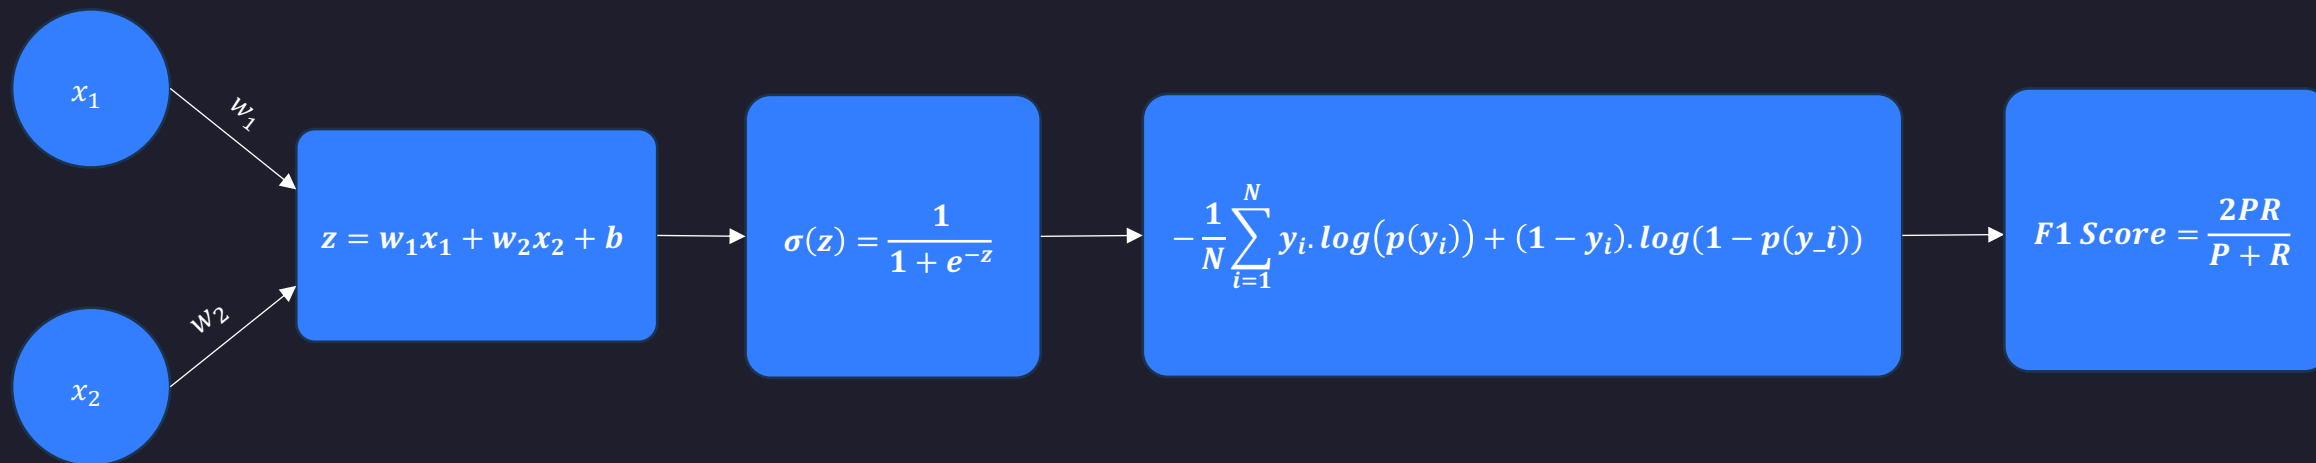 x₁
w₁
z = w₁x₁ + w₂x₂ + b
w₂
x₂
σ(z) = 1 / (1 + e⁻ᶻ)
− 1/N ∑ᵢ₌₁ᴺ yᵢ. log(p(yᵢ)) + (1 − yᵢ). log(1 − p(y_i))
F1 Score = 2PR / (P + R)